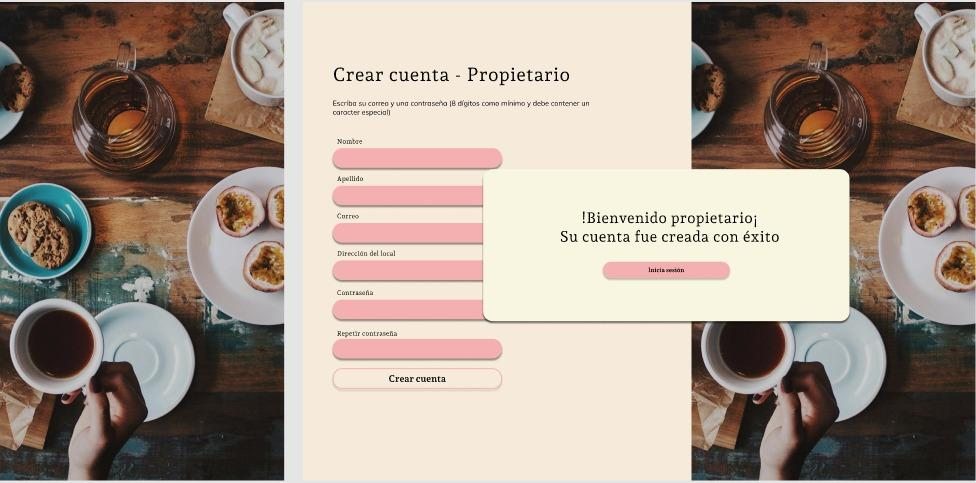 Crear cuenta - Propietario
Escriba su correo y una contraseña (8 dígitos como mínimo y debe contener un
caracter especial)
Nombre
Apellido
Correo
Dirección del local
Contraseña
Repetir contraseña
Crear cuenta
!Bienvenido propietario¡
Su cuenta fue creada con éxito
Inicia sesión